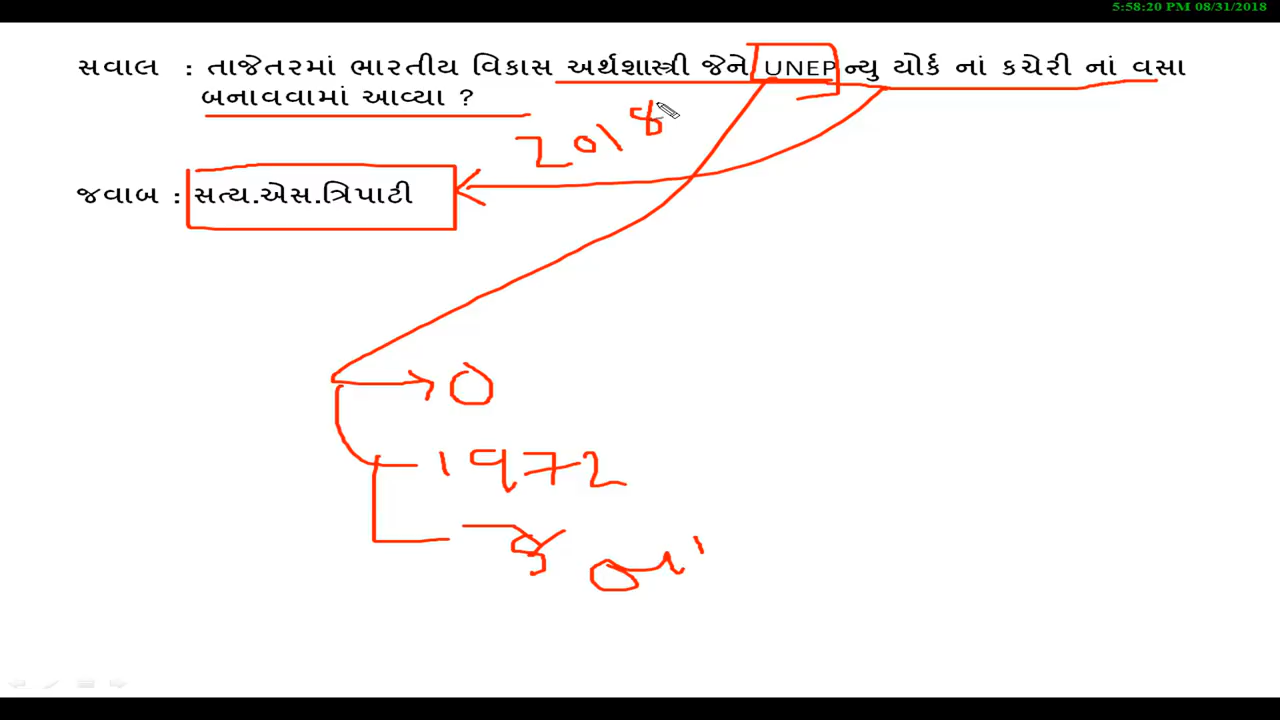 5:58:20 PM 08/31/2018
સવાલ : તાજેતરમાં ભારતીય વિકાસ અર્થશાસ્ત્રી જેને UNEP ન્યુ યોર્ક નાં કચેરી નાં વસા
બનાવવામાં આવ્યા ?
2018
જવાબ : સત્ય.એસ.ત્રિપાટી
1972